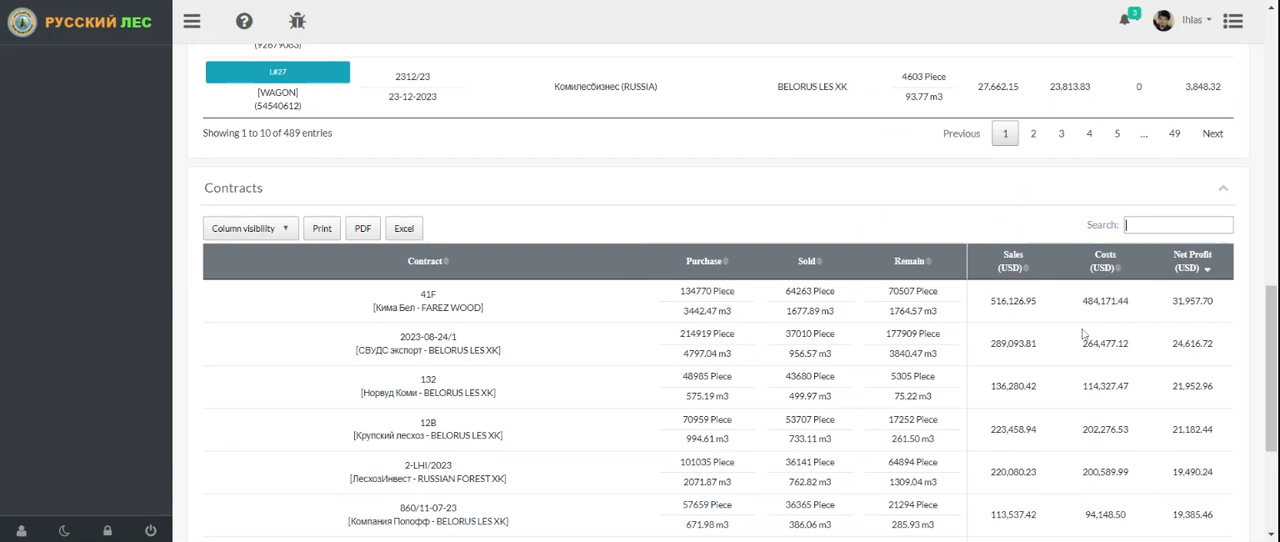 РУССКИЙ ЛЕС
3
Ihlas
(92879083)
L#27
[WAGON]
(54540612)
2312/23
23-12-2023
Комилесбизнес (RUSSIA)
BELORUS LES XK
4603 Piece
93.77 m3
27,662.15
23,813.83
0
3,848.32
Showing 1 to 10 of 489 entries
Previous 1 2 3 4 5 ... 49 Next
Contracts
Column visibility Print PDF Excel
Search:
Contract Purchase Sold Remain Sales (USD) Costs (USD) Net Profit (USD)
41F
[Кима Бел - FAREZ WOOD]
134770 Piece 64263 Piece 70507 Piece
3442.47 m3 1677.89 m3 1764.57 m3
516,126.95 484,171.44 31,957.70
2023-08-24/1
[СВУДС экспорт - BELORUS LES XK]
214919 Piece 37010 Piece 177909 Piece
4797.04 m3 956.57 m3 3840.47 m3
289,093.81 264,477.12 24,616.72
132
[Норвуд Коми - BELORUS LES XK]
48985 Piece 43680 Piece 5305 Piece
575.19 m3 499.97 m3 75.22 m3
136,280.42 114,327.47 21,952.96
12B
[Крупский лесхоз - BELORUS LES XK]
70959 Piece 53707 Piece 17252 Piece
994.61 m3 733.11 m3 261.50 m3
223,458.94 202,276.53 21,182.44
2-LHI/2023
[ЛесхозИнвест - RUSSIAN FOREST XK]
101035 Piece 36141 Piece 64894 Piece
2071.87 m3 762.82 m3 1309.04 m3
220,080.23 200,589.99 19,490.24
860/11-07-23
[Компания Попофф - BELORUS LES XK]
57659 Piece 36365 Piece 21294 Piece
671.98 m3 386.06 m3 285.93 m3
113,537.42 94,148.50 19,385.46